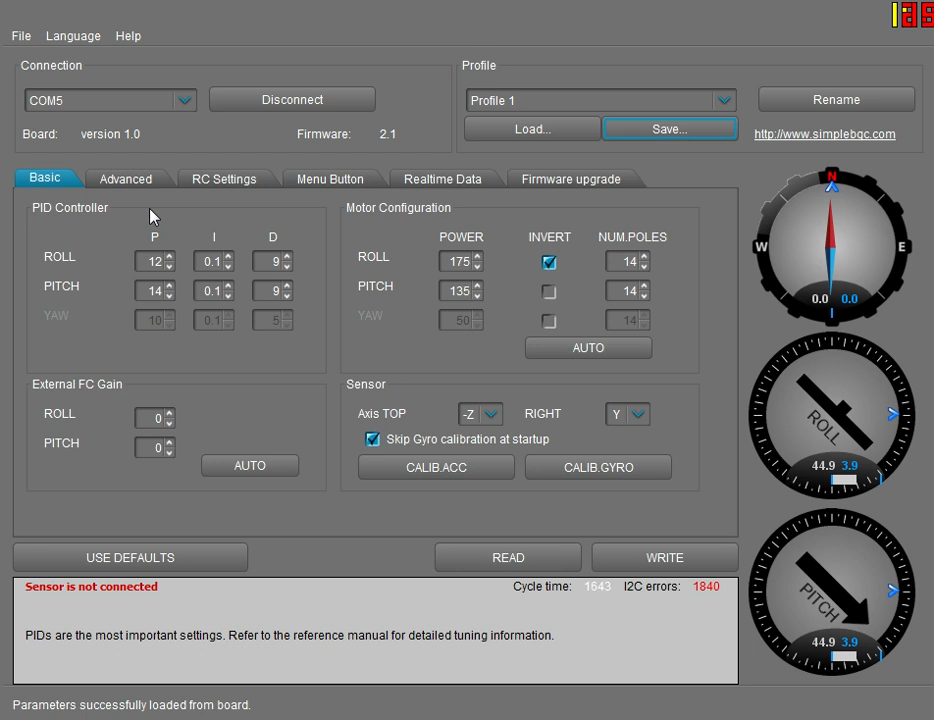 File Language Help
Connection
Profile
COM5
Disconnect
Profile 1
Rename
Load...
Save...
Board: version 1.0 Firmware: 2.1
http://www.simplebgc.com
Basic Advanced RC Settings Menu Button Realtime Data Firmware upgrade
PID Controller
P I D
ROLL 12 0.1 9
PITCH 14 0.1 9
YAW 10 0.1 5
Motor Configuration
POWER INVERT NUM.POLES
ROLL 175 14
PITCH 135 14
YAW 50 14
AUTO
External FC Gain
ROLL 0
PITCH 0
AUTO
Sensor
Axis TOP -Z RIGHT Y
Skip Gyro calibration at startup
CALIB.ACC CALIB.GYRO
N
W E
0.0 0.0
ROLL
44.9 3.9
PITCH
44.9 3.9
USE DEFAULTS READ WRITE
Sensor is not connected Cycle time: 1643 I2C errors: 1840
PIDs are the most important settings. Refer to the reference manual for detailed tuning information.
Parameters successfully loaded from board.